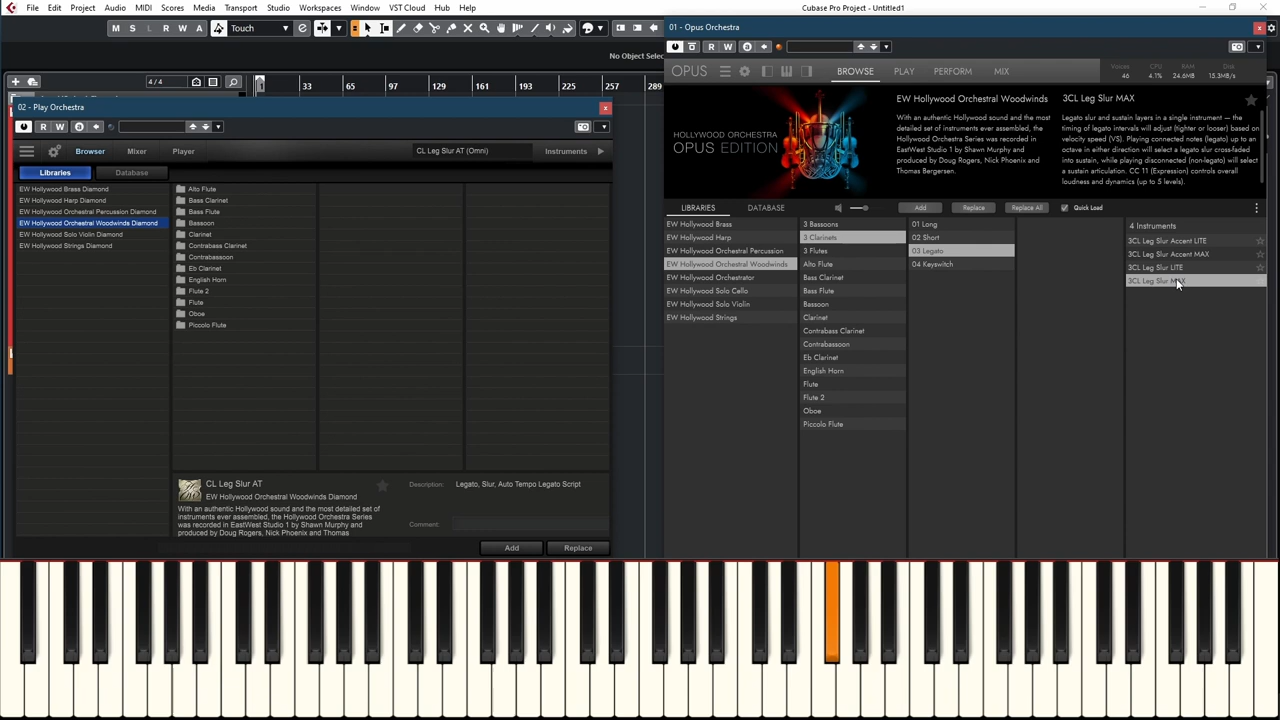 File Edit Project Audio MIDI Scores Media Transport Studio Workspaces Window VST Cloud Hub Help
Cubase Pro Project - Untitled1
M S L R W A Touch
No Object Selec
4/4
1 33 65 97 129 161 193 225 257 289
02 - Play Orchestra
R W
Browser Mixer Player
CL Leg Slur AT (Omni)
Instruments
Libraries Database
EW Hollywood Brass Diamond
EW Hollywood Harp Diamond
EW Hollywood Orchestral Percussion Diamond
EW Hollywood Orchestral Woodwinds Diamond
EW Hollywood Solo Violin Diamond
EW Hollywood Strings Diamond
Alto Flute
Bass Clarinet
Bass Flute
Bassoon
Clarinet
Contrabass Clarinet
Contrabassoon
Eb Clarinet
English Horn
Flute 2
Flute
Oboe
Piccolo Flute
CL Leg Slur AT
EW Hollywood Orchestral Woodwinds Diamond
With an authentic Hollywood sound and the most detailed set of
instruments ever assembled, the Hollywood Orchestra Series
was recorded in EastWest Studio 1 by Shawn Murphy and
produced by Doug Rogers, Nick Phoenix and Thomas
Description: Legato, Slur, Auto Tempo Legato Script
Comment:
Add Replace
01 - Opus Orchestra
R W
OPUS
BROWSE PLAY PERFORM MIX
Voices CPU RAM Disk
46 4.1% 24.6MB 15.3MB/s
HOLLYWOOD ORCHESTRA
OPUS EDITION
EW Hollywood Orchestral Woodwinds
With an authentic Hollywood sound and the most
detailed set of instruments ever assembled, the
Hollywood Orchestra Series was recorded in
EastWest Studio 1 by Shawn Murphy and
produced by Doug Rogers, Nick Phoenix and
Thomas Bergersen.
3CL Leg Slur MAX
Legato slur and sustain layers in a single instrument — the
timing of legato intervals will adjust (tighter or looser) based on
velocity speed (VS). Playing connected notes (legato) up to an
octave in either direction will select a legato slur cross-faded
into sustain, while playing disconnected (non-legato) will select
a sustain articulation. CC 11 (Expression) controls overall
loudness and dynamics (up to 5 levels).
LIBRARIES DATABASE
Add Replace Replace All Quick Load
EW Hollywood Brass
EW Hollywood Harp
EW Hollywood Orchestral Percussion
EW Hollywood Orchestral Woodwinds
EW Hollywood Orchestrator
EW Hollywood Solo Cello
EW Hollywood Solo Violin
EW Hollywood Strings
3 Bassoons
3 Clarinets
3 Flutes
Alto Flute
Bass Clarinet
Bass Flute
Bassoon
Clarinet
Contrabass Clarinet
Contrabassoon
Eb Clarinet
English Horn
Flute
Flute 2
Oboe
Piccolo Flute
01 Long
02 Short
03 Legato
04 Keyswitch
4 Instruments
3CL Leg Slur Accent LITE
3CL Leg Slur Accent MAX
3CL Leg Slur LITE
3CL Leg Slur MAX